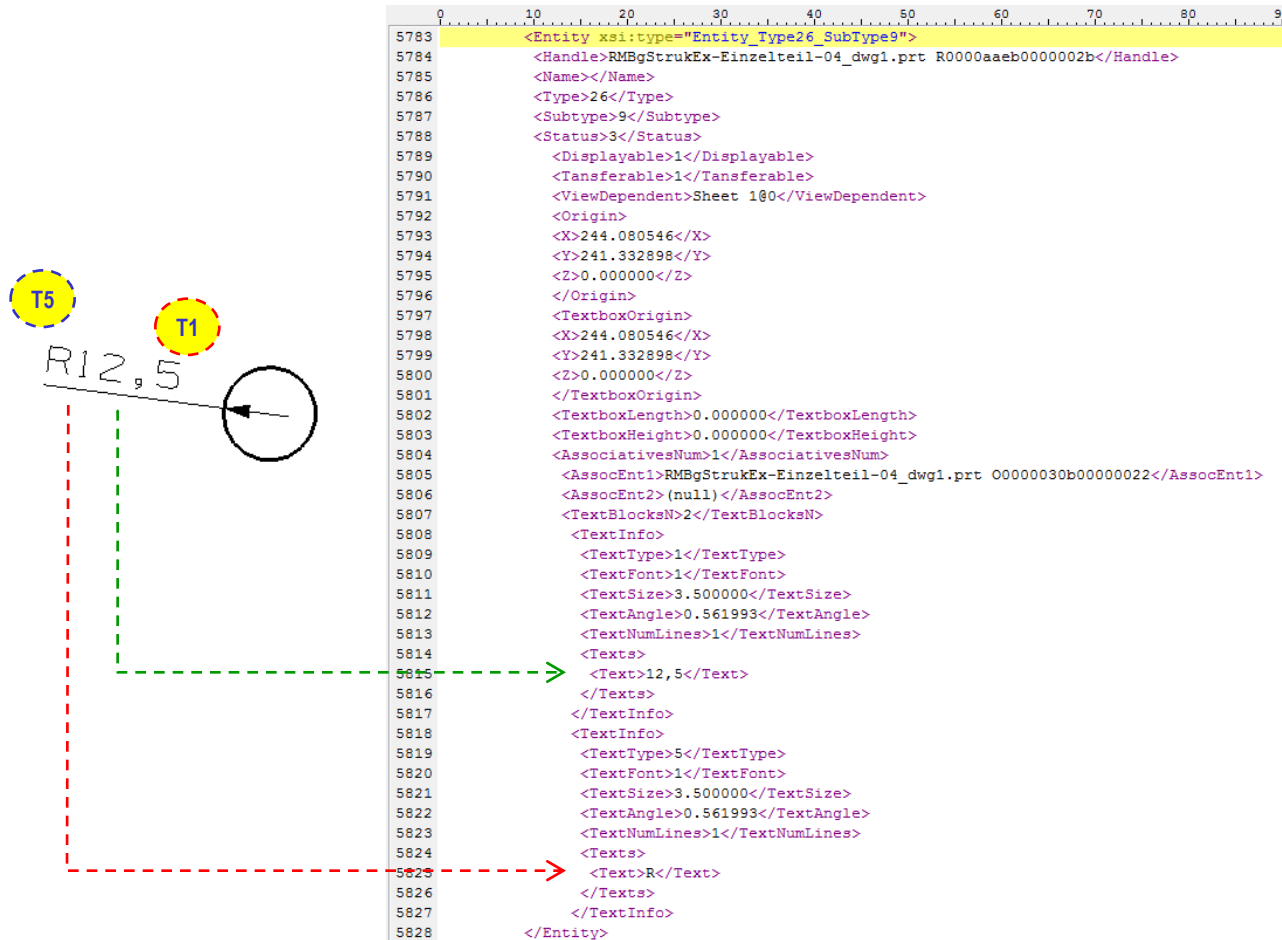 0 10 20 30 40 50 60 70 80 9
5783 <Entity xsi:type="Entity_Type26_SubType9">
5784 <Handle>RMBgStrukEx-Einzelteil-04_dwg1.prt R0000aaeb0000002b</Handle>
5785 <Name></Name>
5786 <Type>26</Type>
5787 <Subtype>9</Subtype>
5788 <Status>3</Status>
5789 <Displayable>1</Displayable>
5790 <Tansferable>1</Tansferable>
5791 <ViewDependent>Sheet 1@0</ViewDependent>
5792 <Origin>
5793 <X>244.080546</X>
5794 <Y>241.332898</Y>
5795 <Z>0.000000</Z>
5796 </Origin>
5797 <TextboxOrigin>
5798 <X>244.080546</X>
5799 <Y>241.332898</Y>
5800 <Z>0.000000</Z>
5801 </TextboxOrigin>
5802 <TextboxLength>0.000000</TextboxLength>
5803 <TextboxHeight>0.000000</TextboxHeight>
5804 <AssociativesNum>1</AssociativesNum>
5805 <AssocEnt1>RMBgStrukEx-Einzelteil-04_dwg1.prt O0000030b00000022</AssocEnt1>
5806 <AssocEnt2>(null)</AssocEnt2>
5807 <TextBlocksN>2</TextBlocksN>
5808 <TextInfo>
5809 <TextType>1</TextType>
5810 <TextFont>1</TextFont>
5811 <TextSize>3.500000</TextSize>
5812 <TextAngle>0.561993</TextAngle>
5813 <TextNumLines>1</TextNumLines>
5814 <Texts>
5815 <Text>12,5</Text>
5816 </Texts>
5817 </TextInfo>
5818 <TextInfo>
5819 <TextType>5</TextType>
5820 <TextFont>1</TextFont>
5821 <TextSize>3.500000</TextSize>
5822 <TextAngle>0.561993</TextAngle>
5823 <TextNumLines>1</TextNumLines>
5824 <Texts>
5825 <Text>R</Text>
5826 </Texts>
5827 </TextInfo>
5828 </Entity>
T5
T1
R12,5